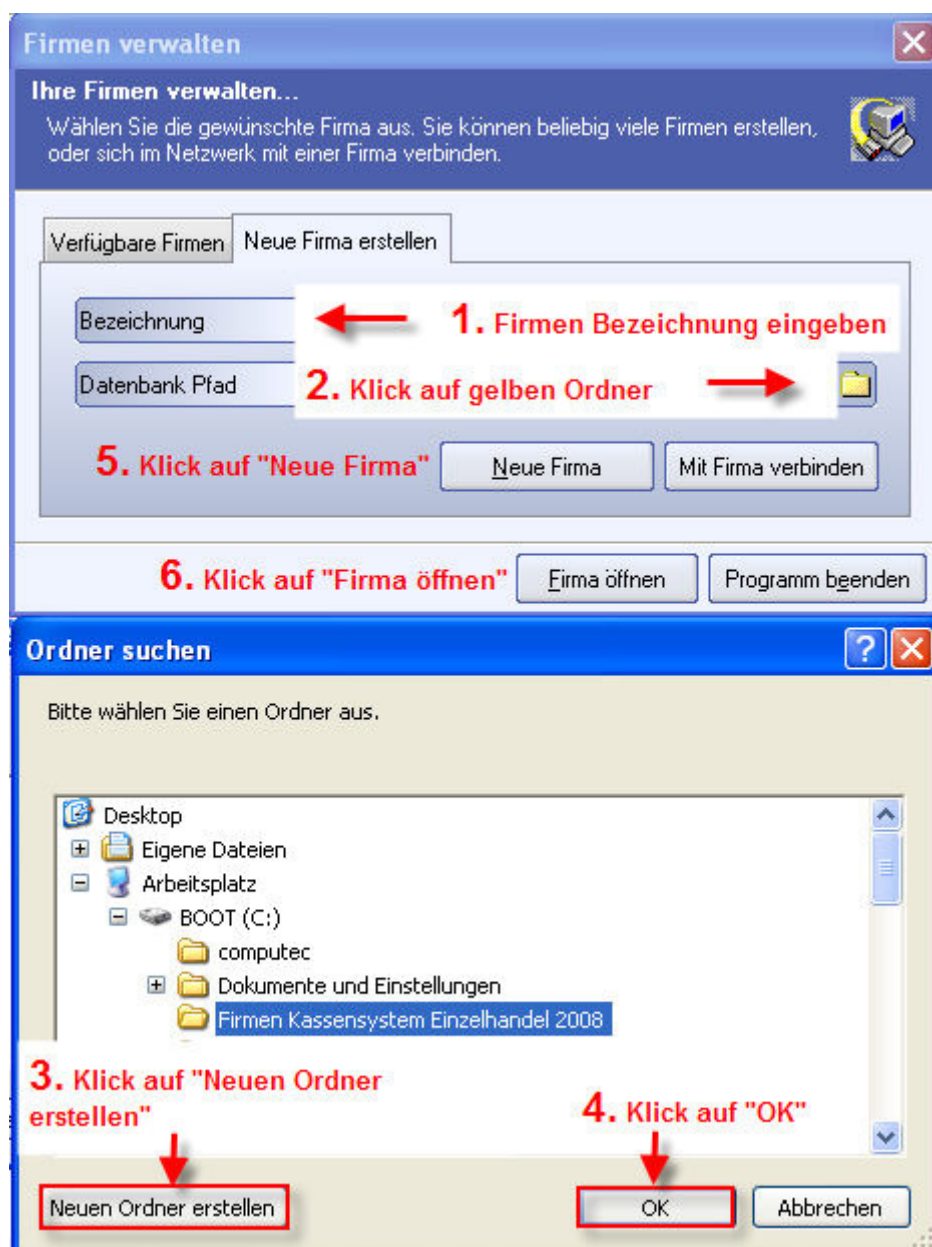 Firmen verwalten
Ihre Firmen verwalten...
Wählen Sie die gewünschte Firma aus. Sie können beliebig viele Firmen erstellen,
oder sich im Netzwerk mit einer Firma verbinden.
Verfügbare Firmen Neue Firma erstellen
Bezeichnung 1. Firmen Bezeichnung eingeben
Datenbank Pfad 2. Klick auf gelben Ordner
5. Klick auf "Neue Firma" Neue Firma Mit Firma verbinden
6. Klick auf "Firma öffnen" Firma öffnen Programm beenden
Ordner suchen
Bitte wählen Sie einen Ordner aus.
Desktop
Eigene Dateien
Arbeitsplatz
BOOT (C:)
computec
Dokumente und Einstellungen
Firmen Kassensystem Einzelhandel 2008
3. Klick auf "Neuen Ordner
erstellen"
4. Klick auf "OK"
Neuen Ordner erstellen OK Abbrechen